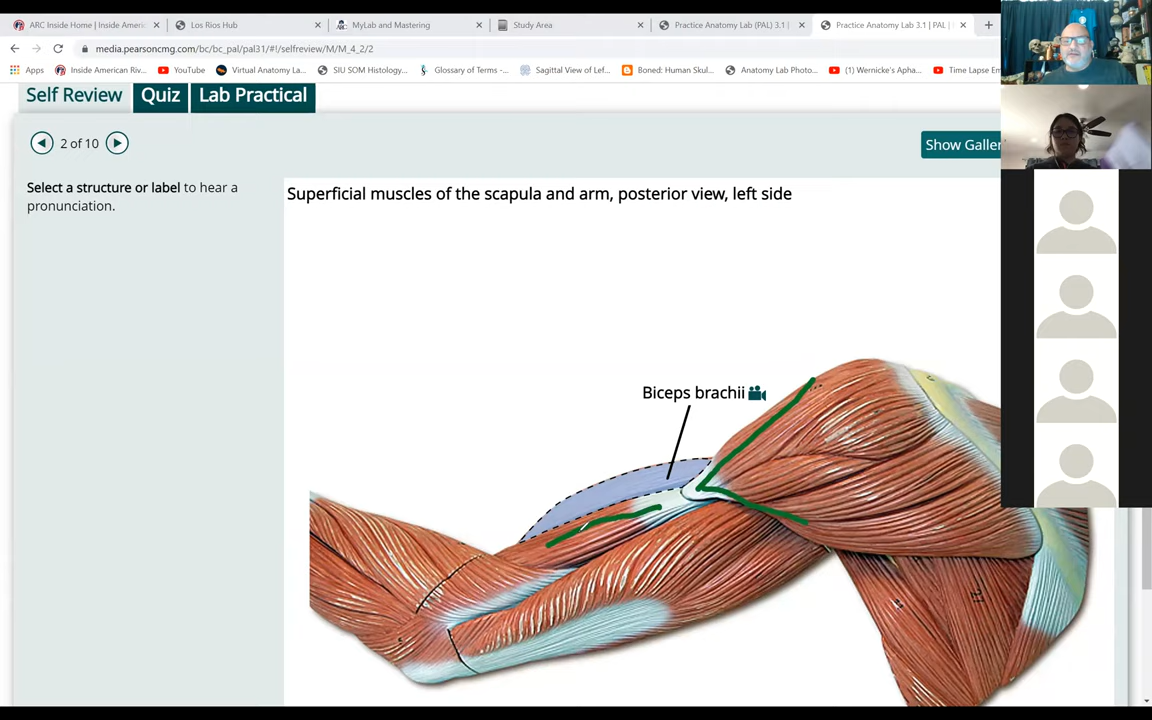 ARC Inside Home | Inside Ameri
Los Rios Hub
MyLab and Mastering
Study Area
Practice Anatomy Lab (PAL) 3.1 |
Practice Anatomy Lab 3.1 | PAL |
media.pearsoncmg.com/bc/bc_pal/pal31/#!/selfreview/M/M_4_2/2
Apps
Inside American Riv...
YouTube
Virtual Anatomy La...
SIU SOM Histology...
Glossary of Terms -...
Sagittal View of Lef...
Boned: Human Skul...
Anatomy Lab Photo...
(1) Wernicke's Apha...
Time Lapse Em
Self Review
Quiz
Lab Practical
2 of 10
Show Galler
Select a structure or label to hear a
pronunciation.
Superficial muscles of the scapula and arm, posterior view, left side
Biceps brachii